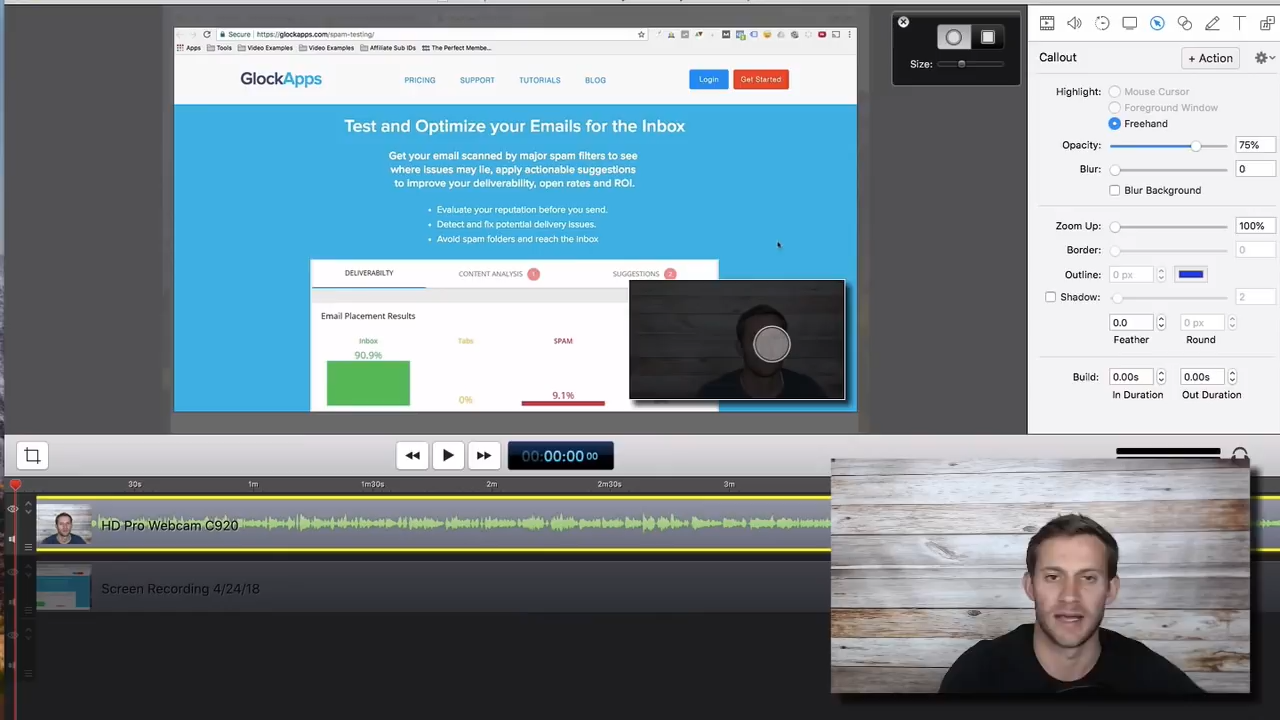 Secure https://glockapps.com/spam-testing/
Apps Tools Video Examples Video Examples Affiliate Sub IDs The Perfect Membe...
GlockApps
PRICING SUPPORT TUTORIALS BLOG
Login Get Started
Test and Optimize your Emails for the Inbox
Get your email scanned by major spam filters to see
where issues may lie, apply actionable suggestions
to improve your deliverability, open rates and ROI.
• Evaluate your reputation before you send.
• Detect and fix potential delivery issues.
• Avoid spam folders and reach the inbox
DELIVERABILTY CONTENT ANALYSIS 1 SUGGESTIONS 2
Email Placement Results
Inbox Tabs SPAM
90.9%
0% 9.1%
Size:
Callout + Action
Highlight: Mouse Cursor
Foreground Window
Freehand
Opacity: 75%
Blur: 0
Blur Background
Zoom Up: 100%
Border: 0
Outline: 0 px
Shadow: 2
0.0 0 px
Feather Round
Build: 0.00s 0.00s
In Duration Out Duration
00:00:00 00
30s 1m 1m30s 2m 2m30s 3m
HD Pro Webcam C920
Screen Recording 4/24/18